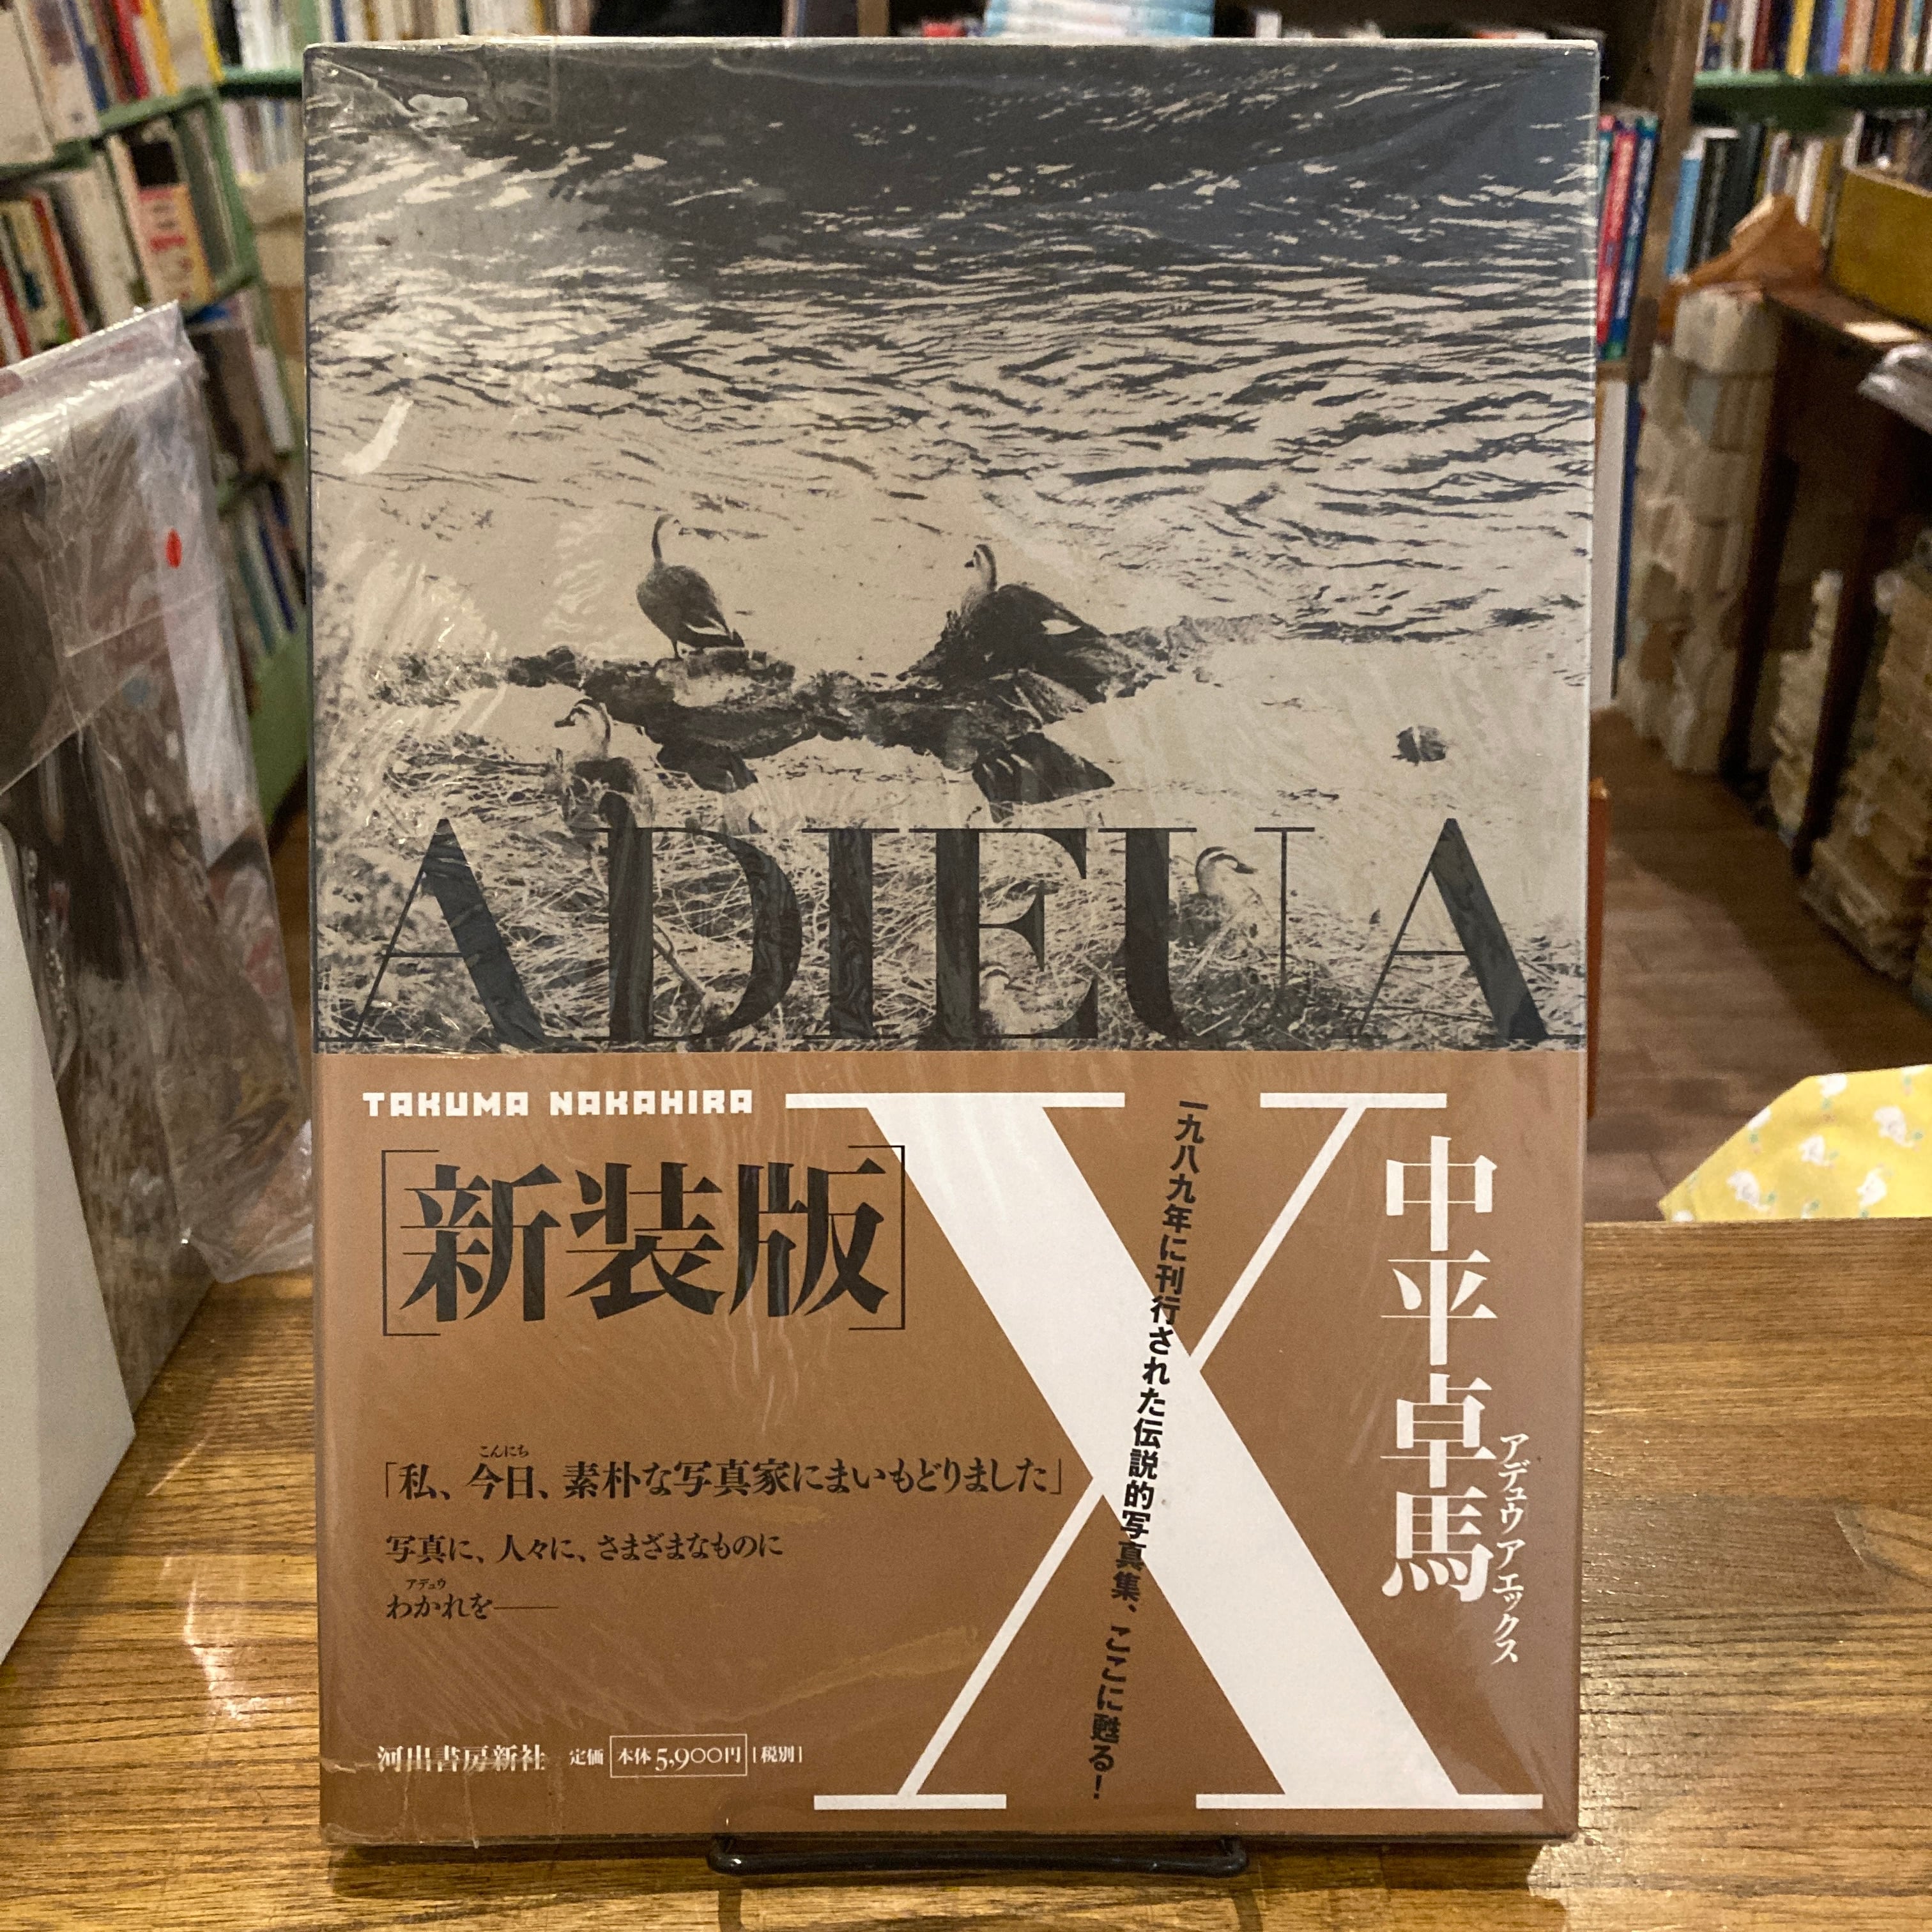 ADIEU A
TAKUMA NAKAHIRA
X
[新装版]
一九八九年に刊行された伝説的写真集、ここに甦る!
中平卓馬
アデュウ ア エックス
こんにち
「私、今日、素朴な写真家にまいもどりました」
写真に、人々に、さまざまなものに
アデュウ
わかれを——
河出書房新社 定価 本体5,900円 [税別]